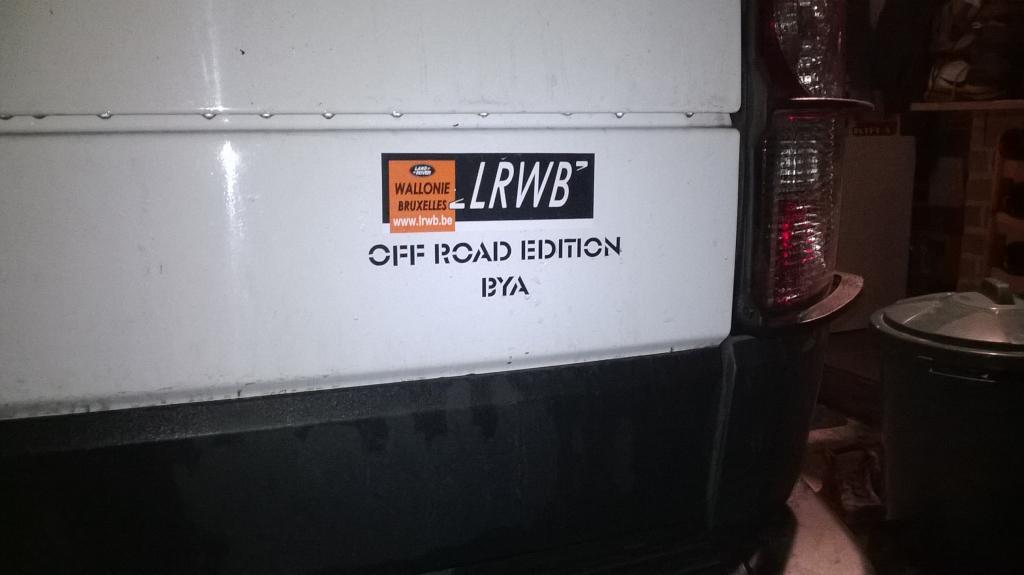 LAND ROVER
WALLONIE
BRUXELLES
www.lrwb.be
LRWB
OFF ROAD EDITION
BYA